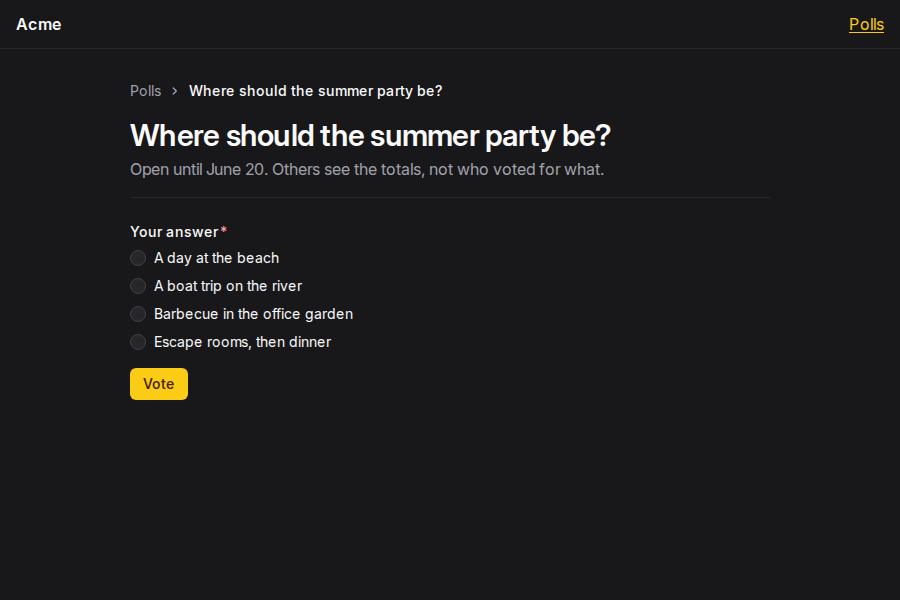 Acme
Polls
Polls > Where should the summer party be?
Where should the summer party be?
Open until June 20. Others see the totals, not who voted for what.
Your answer*
A day at the beach
A boat trip on the river
Barbecue in the office garden
Escape rooms, then dinner
Vote